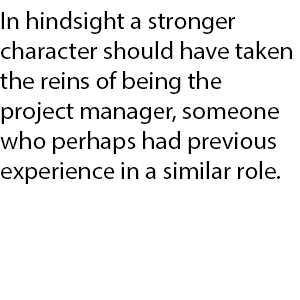 In hindsight a stronger
character should have taken
the reins of being the
project manager, someone
who perhaps had previous
experience in a similar role.